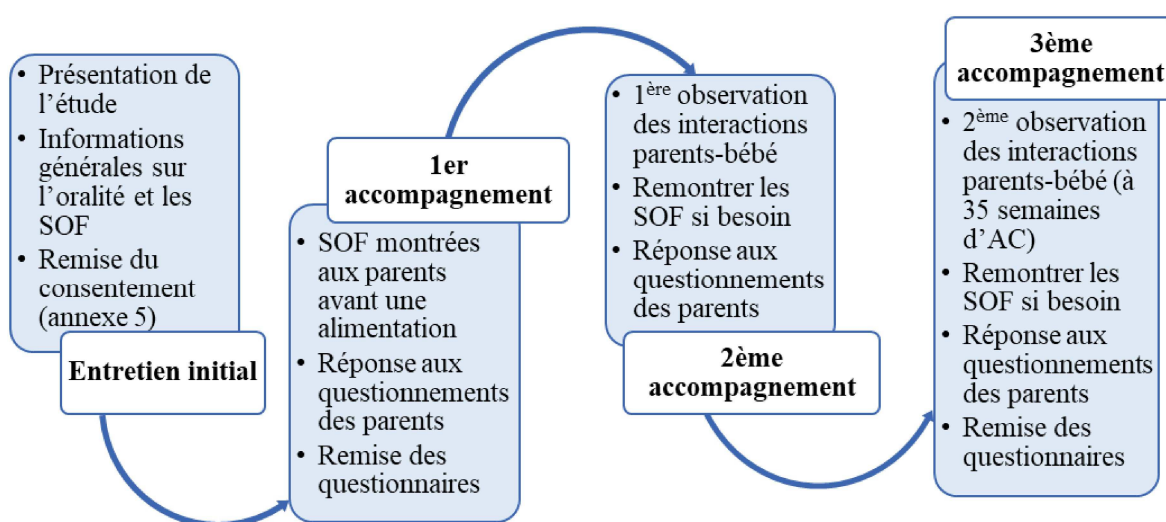 • Présentation de
l’étude
• Informations
générales sur
l’oralité et les
SOF
• Remise du
consentement
(annexe 5)
Entretien initial
1er
accompagnement
• SOF montrées
aux parents
avant une
alimentation
• Réponse aux
questionnements
des parents
• Remise des
questionnaires
• 1ère observation
des interactions
parents-bébé
• Remontrer les
SOF si besoin
• Réponse aux
questionnements
des parents
2ème
accompagnement
3ème
accompagnement
• 2ème observation
des interactions
parents-bébé (à
35 semaines
d’AC)
• Remontrer les
SOF si besoin
• Réponse aux
questionnements
des parents
• Remise des
questionnaires